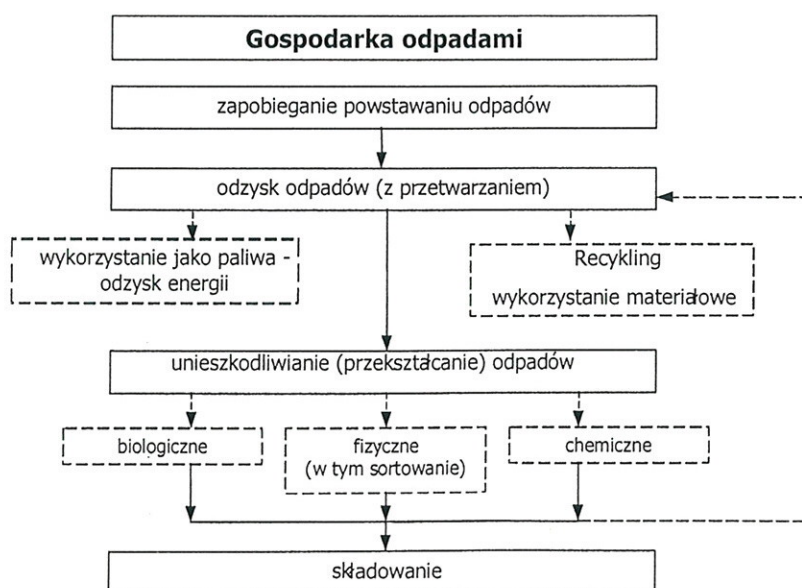 Gospodarka odpadami
zapobieganie powstawaniu odpadów
odzysk odpadów (z przetwarzaniem)
wykorzystanie jako paliwa -
odzysk energii
Recykling
wykorzystanie materiałowe
unieszkodliwianie (przekształcanie) odpadów
biologiczne
fizyczne
(w tym sortowanie)
chemiczne
składowanie